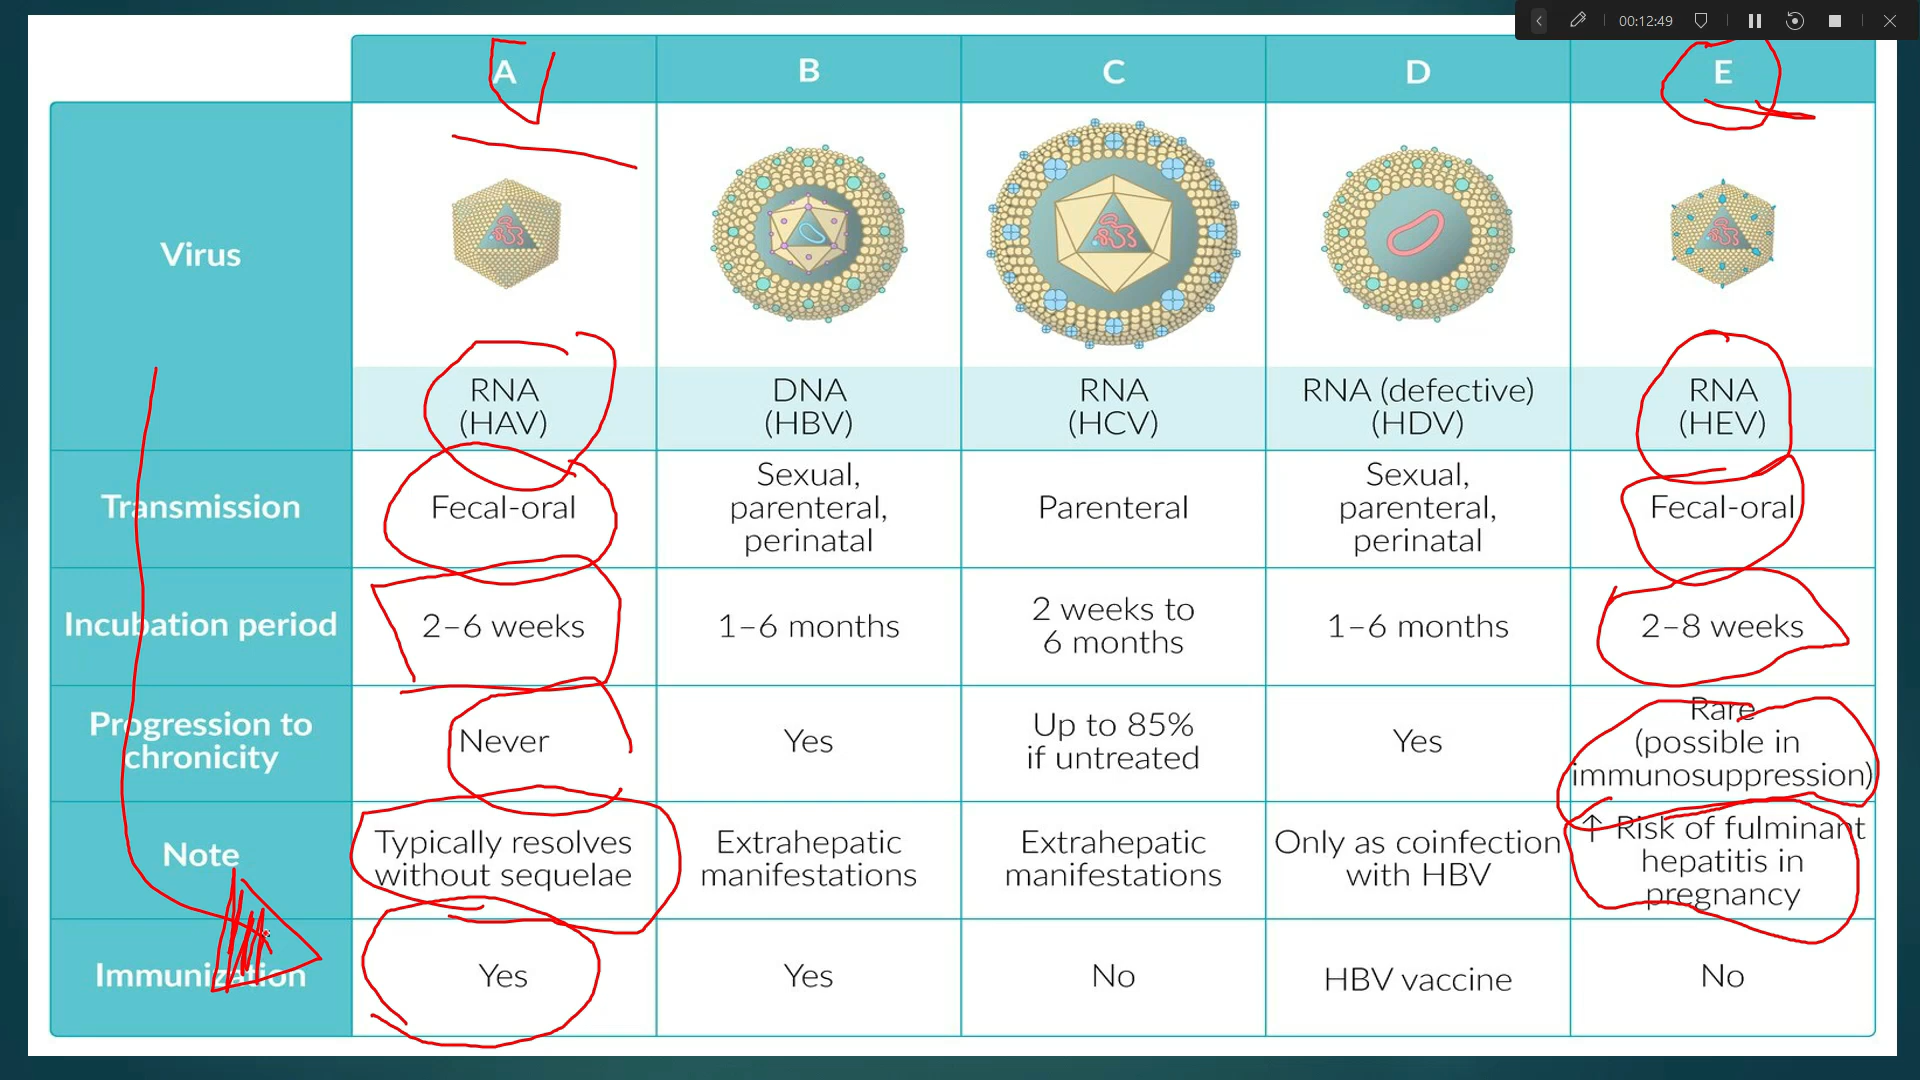 00:12:49
A B C D E
Virus
RNA
(HAV)
DNA
(HBV)
RNA
(HCV)
RNA (defective)
(HDV)
RNA
(HEV)
Transmission
Fecal-oral
Sexual,
parenteral,
perinatal
Parenteral
Sexual,
parenteral,
perinatal
Fecal-oral
Incubation period
2–6 weeks
1–6 months
2 weeks to
6 months
1–6 months
2–8 weeks
Progression to
chronicity
Never
Yes
Up to 85%
if untreated
Yes
Rare
(possible in
immunosuppression)
Note
Typically resolves
without sequelae
Extrahepatic
manifestations
Extrahepatic
manifestations
Only as coinfection
with HBV
↑ Risk of fulminant
hepatitis in
pregnancy
Immunization
Yes
Yes
No
HBV vaccine
No